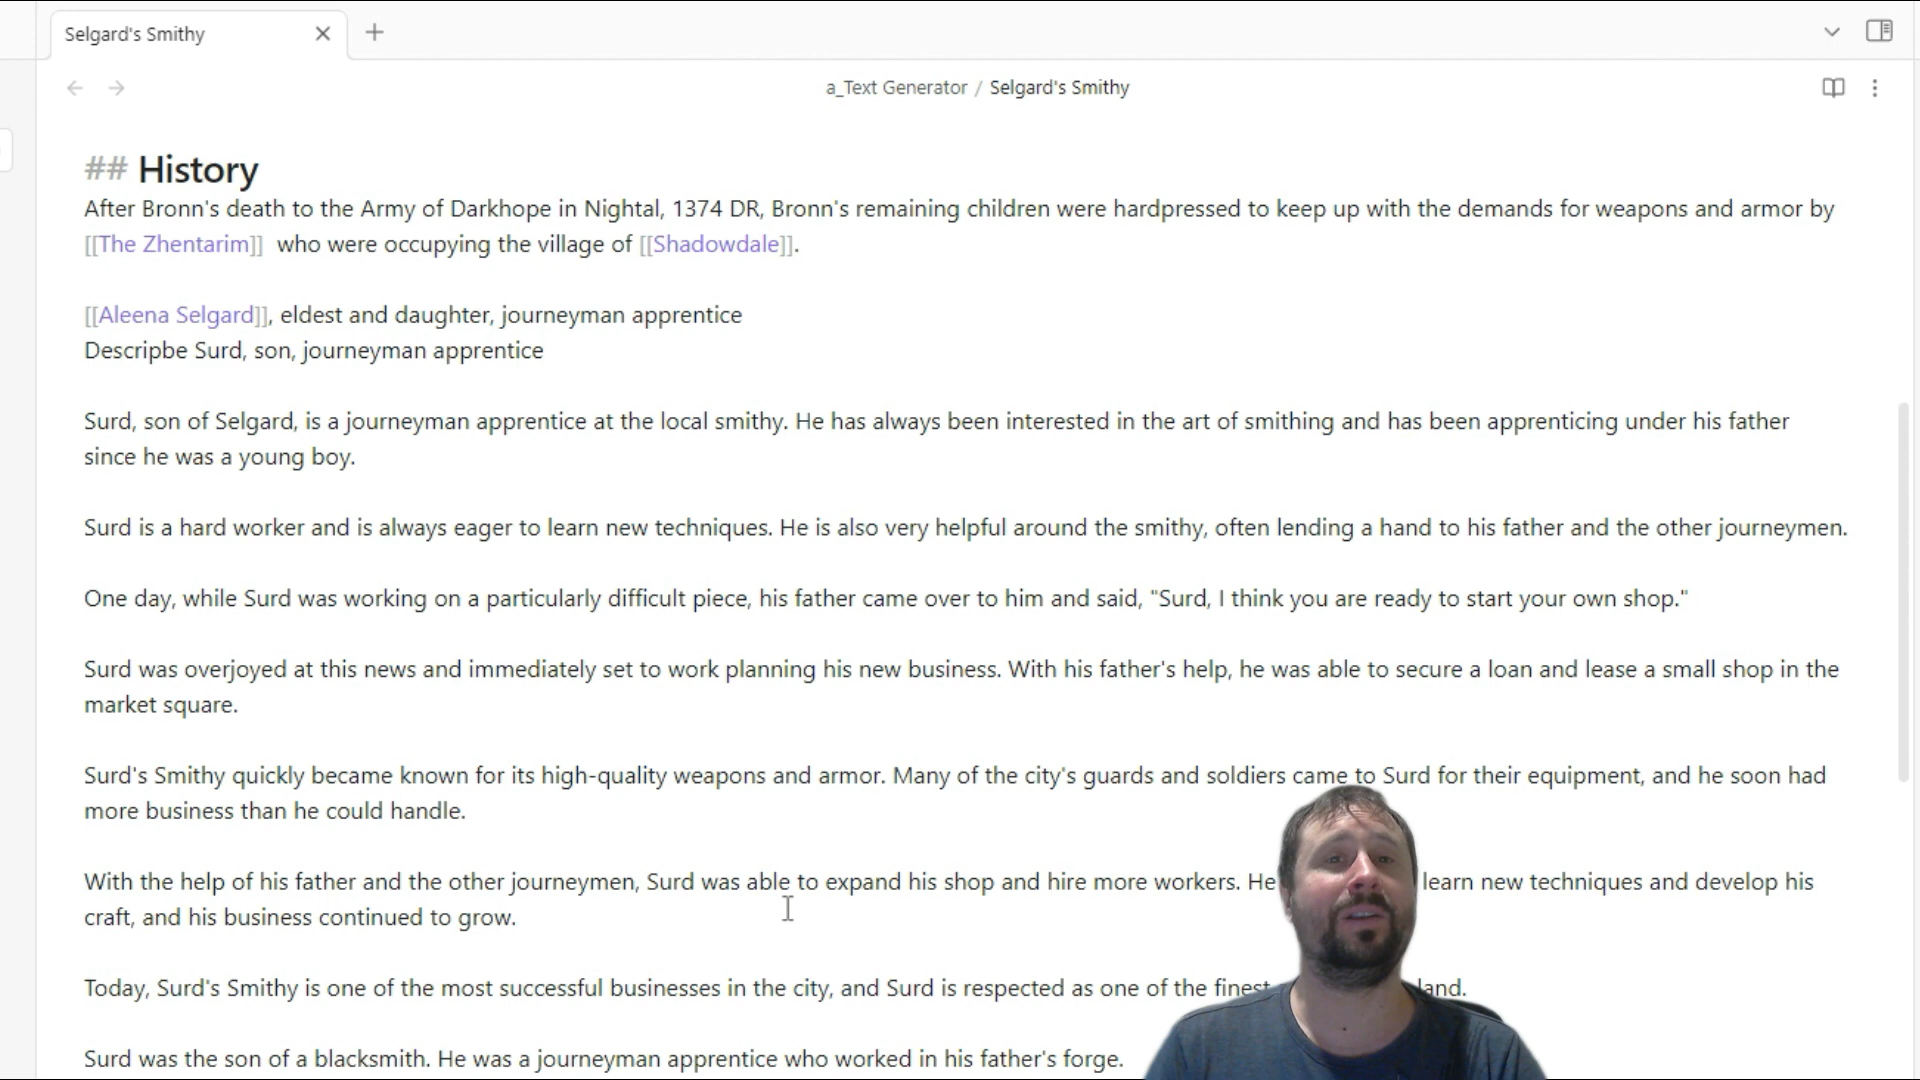 Selgard's Smithy
a_Text Generator / Selgard's Smithy
## History
After Bronn's death to the Army of Darkhope in Nightal, 1374 DR, Bronn's remaining children were hardpressed to keep up with the demands for weapons and armor by
[[The Zhentarim]]  who were occupying the village of [[Shadowdale]].
[[Aleena Selgard]], eldest and daughter, journeyman apprentice
Descripbe Surd, son, journeyman apprentice
Surd, son of Selgard, is a journeyman apprentice at the local smithy. He has always been interested in the art of smithing and has been apprenticing under his father
since he was a young boy.
Surd is a hard worker and is always eager to learn new techniques. He is also very helpful around the smithy, often lending a hand to his father and the other journeymen.
One day, while Surd was working on a particularly difficult piece, his father came over to him and said, "Surd, I think you are ready to start your own shop."
Surd was overjoyed at this news and immediately set to work planning his new business. With his father's help, he was able to secure a loan and lease a small shop in the
market square.
Surd's Smithy quickly became known for its high-quality weapons and armor. Many of the city's guards and soldiers came to Surd for their equipment, and he soon had
more business than he could handle.
With the help of his father and the other journeymen, Surd was able to expand his shop and hire more workers. He learn new techniques and develop his
craft, and his business continued to grow.
Today, Surd's Smithy is one of the most successful businesses in the city, and Surd is respected as one of the finest land.
Surd was the son of a blacksmith. He was a journeyman apprentice who worked in his father's forge.